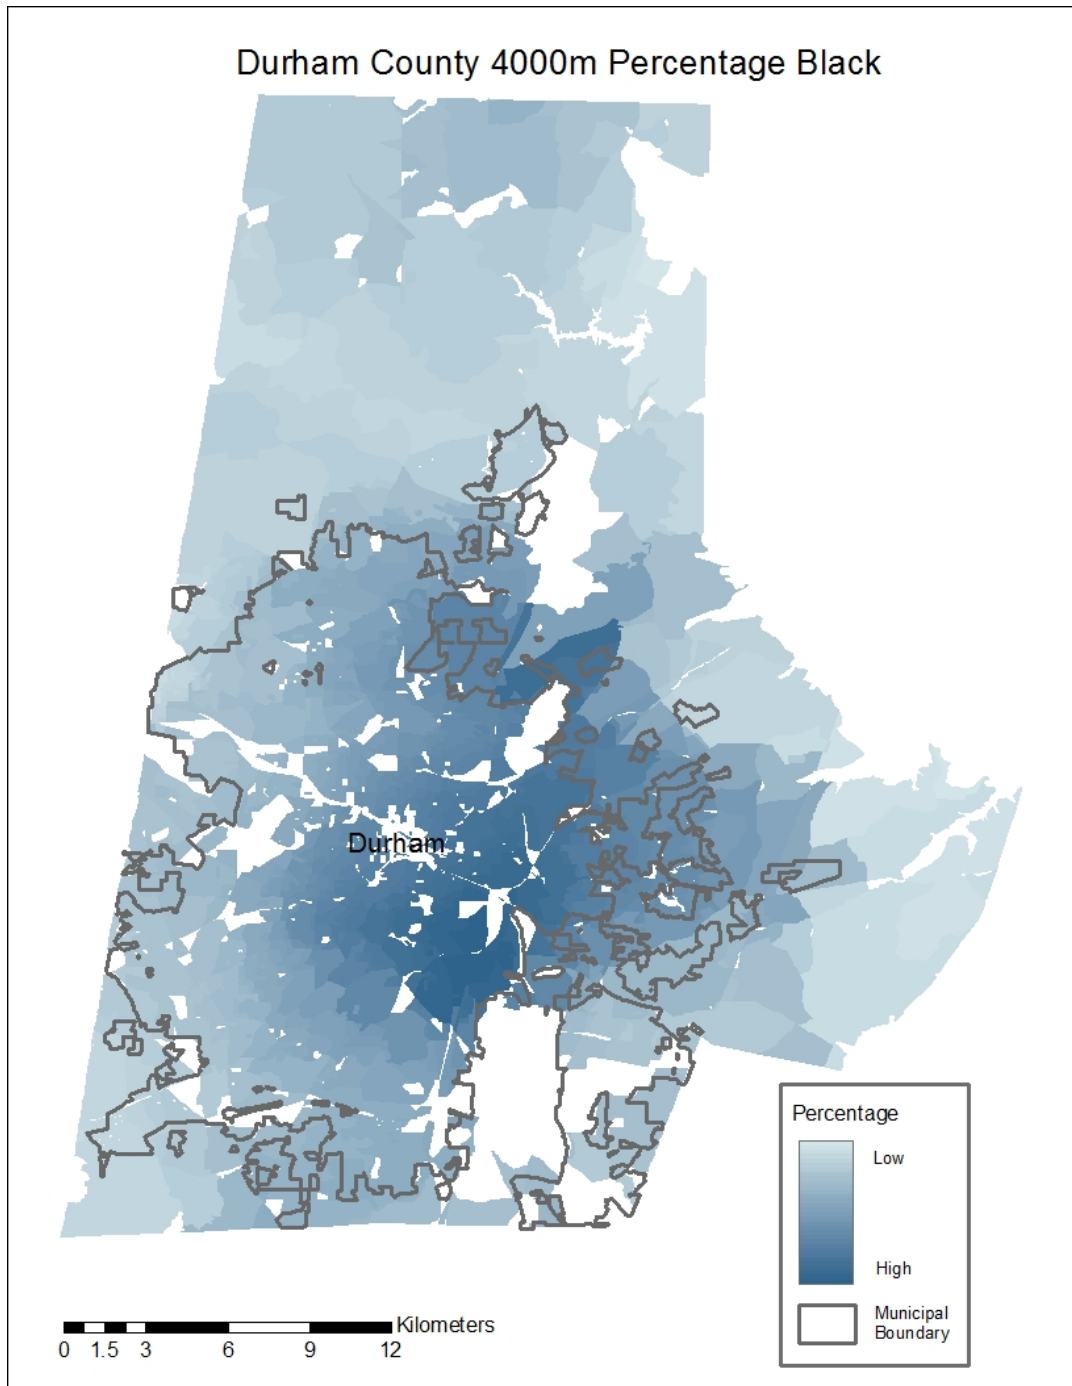 Durham County 4000m Percentage Black
Durham
Percentage
Low
High
Municipal
Boundary
Kilometers
0 1.5 3 6 9 12